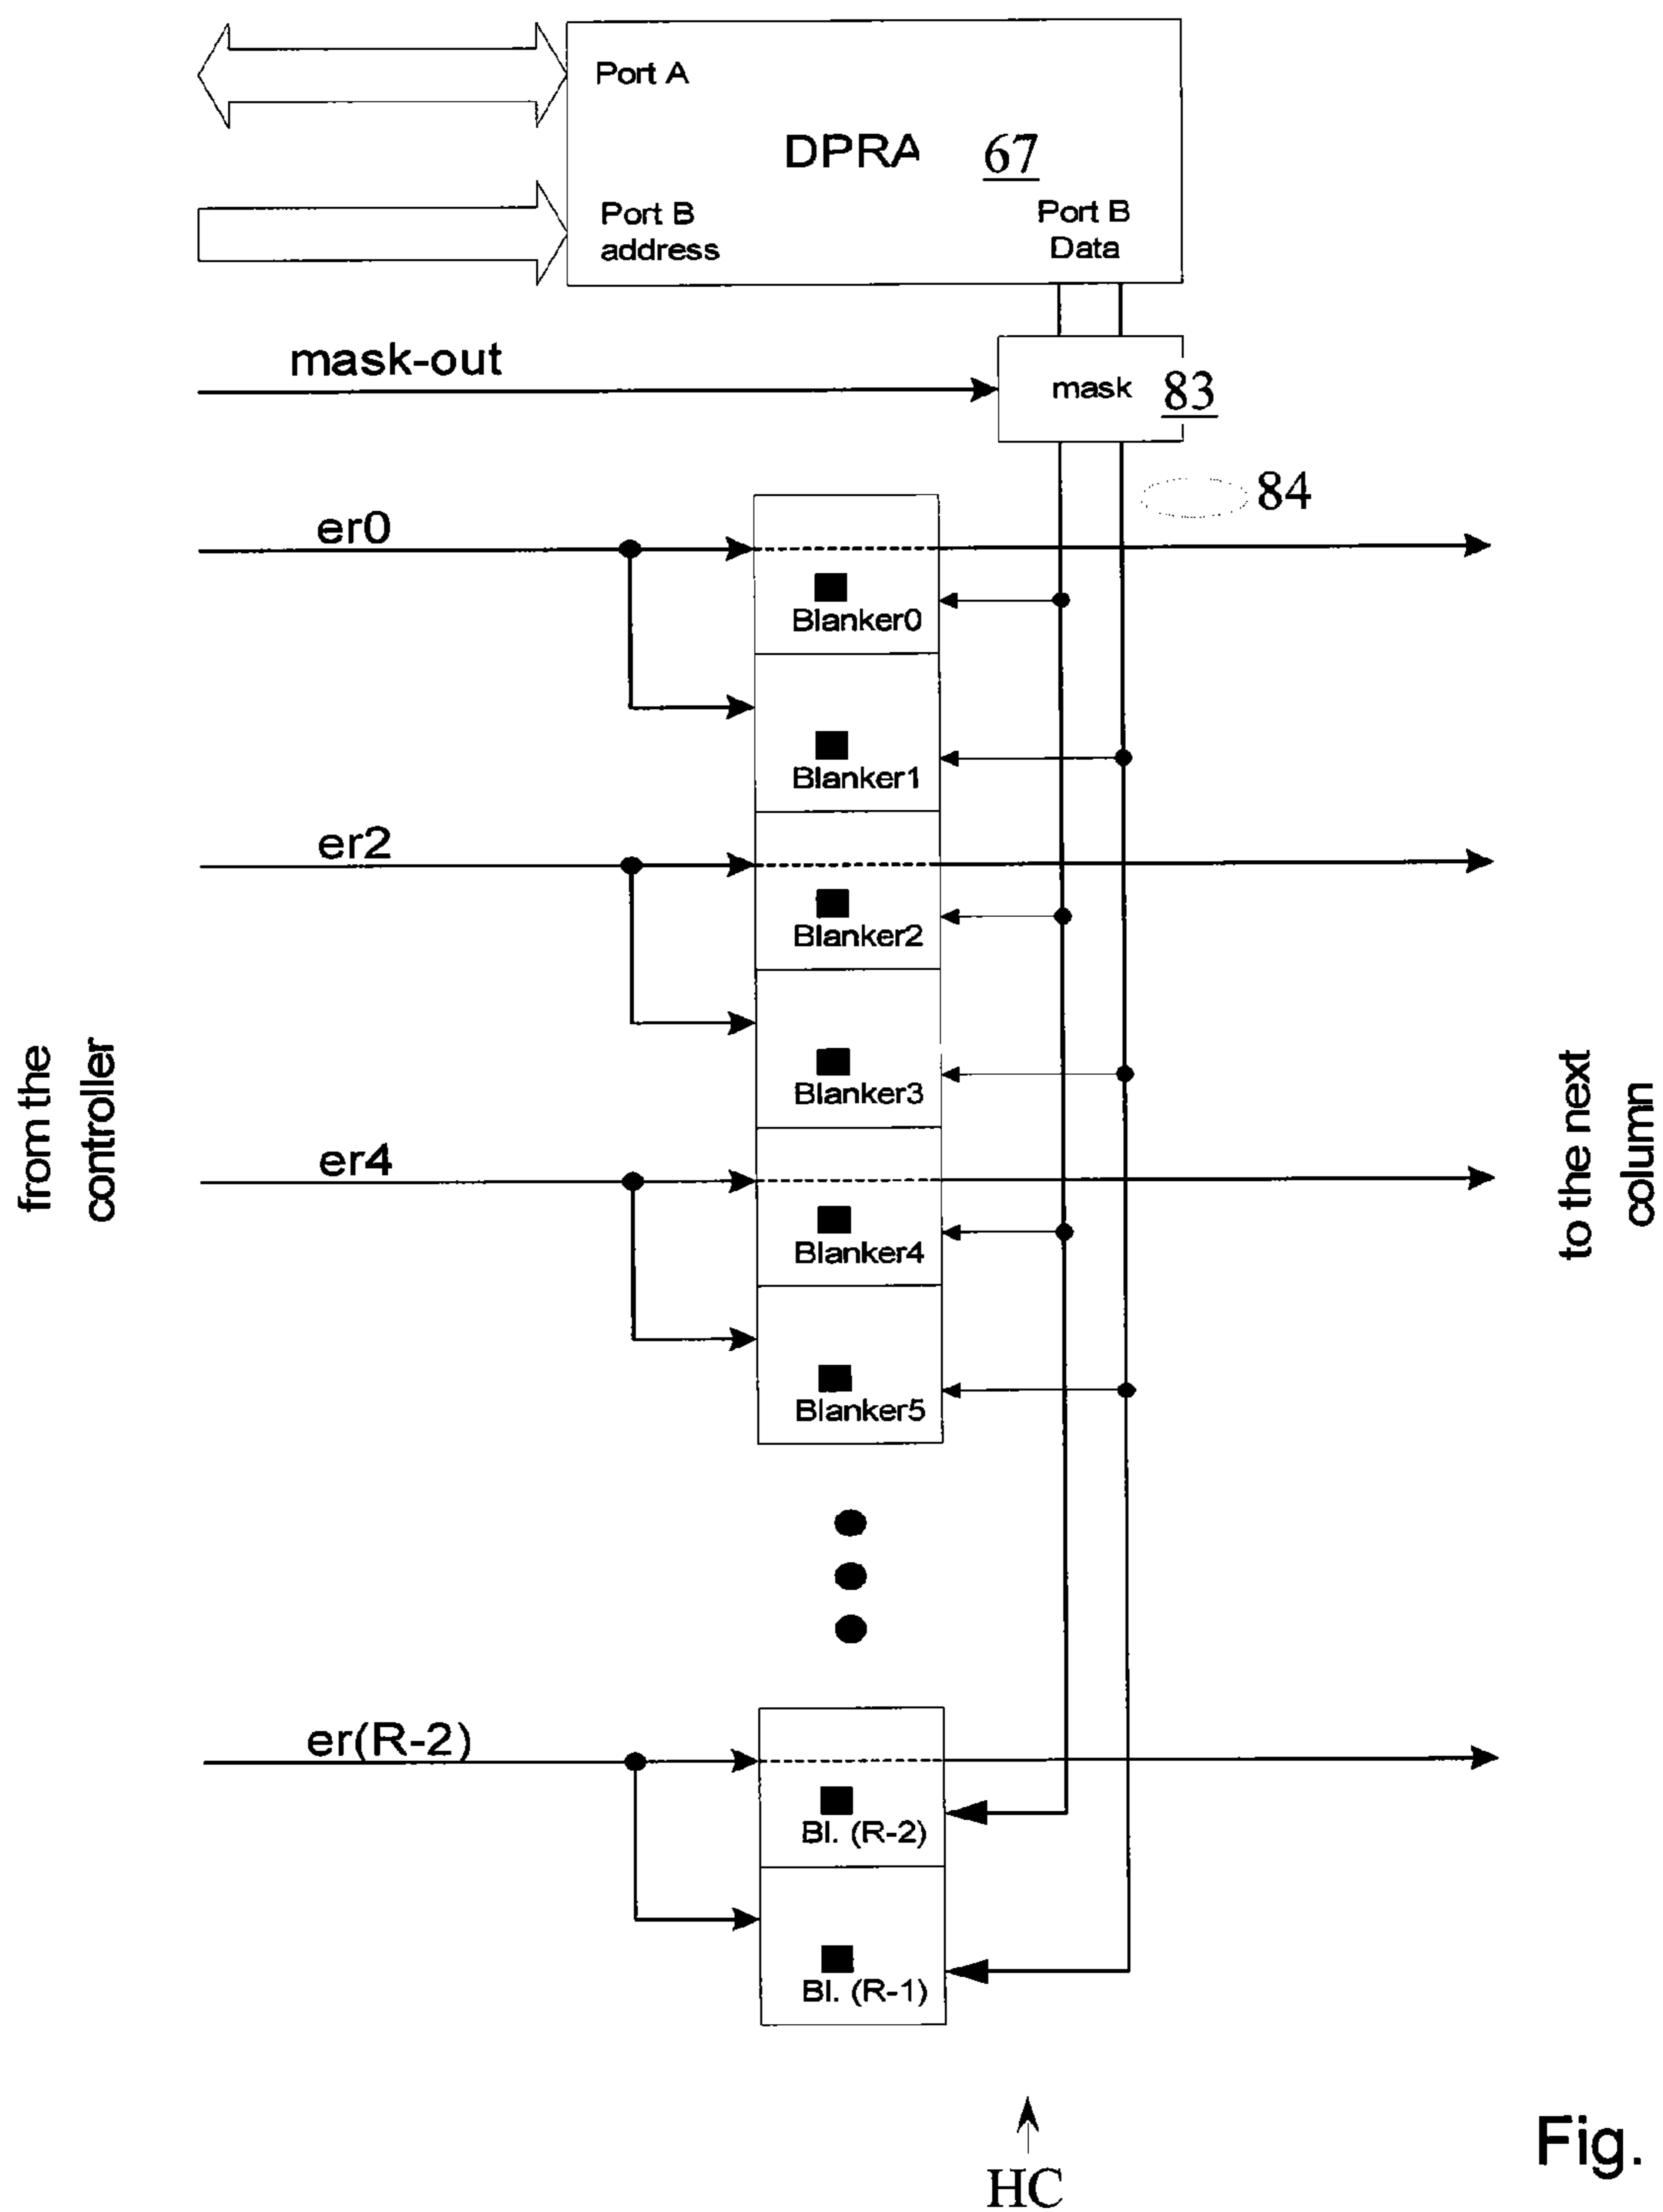 Port A
DPRA 67
Port B
address
Port B
Data
mask-out
mask 83
84
er0
Blanker0
Blanker1
er2
Blanker2
Blanker3
from the
controller
er4
Blanker4
to the next
column
Blanker5
er(R-2)
Bl. (R-2)
Bl. (R-1)
HC
Fig.